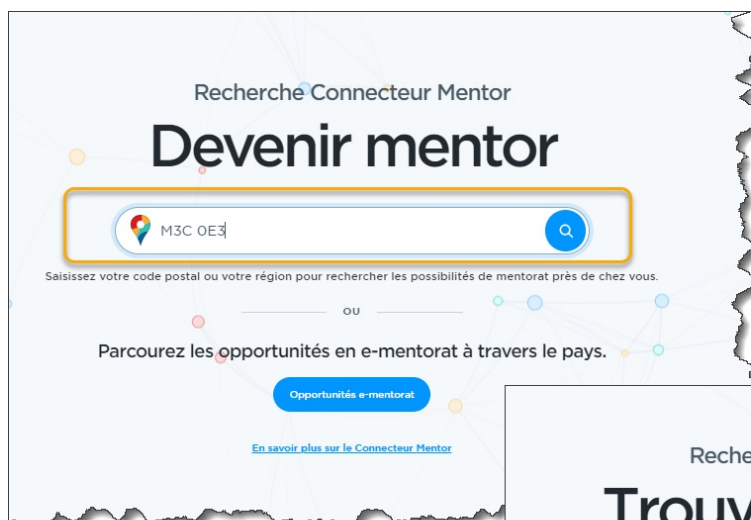 Recherche Connecteur Mentor
Devenir mentor
M3C 0E3
Saisissez votre code postal ou votre région pour rechercher les possibilités de mentorat près de chez vous.
OU
Parcourez les opportunités en e-mentorat à travers le pays.
Opportunités e-mentorat
En savoir plus sur le Connecteur Mentor
Reche
Trouv